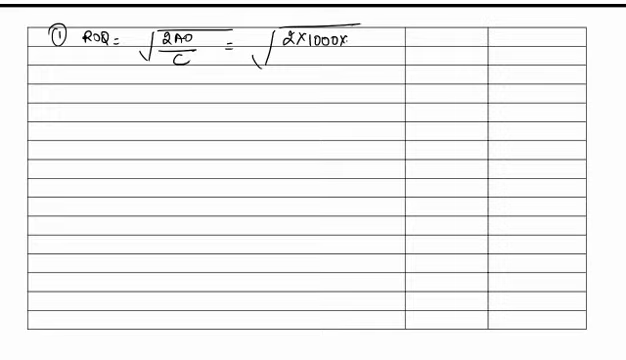 ① ROQ = √2AO/C = √2×1000×